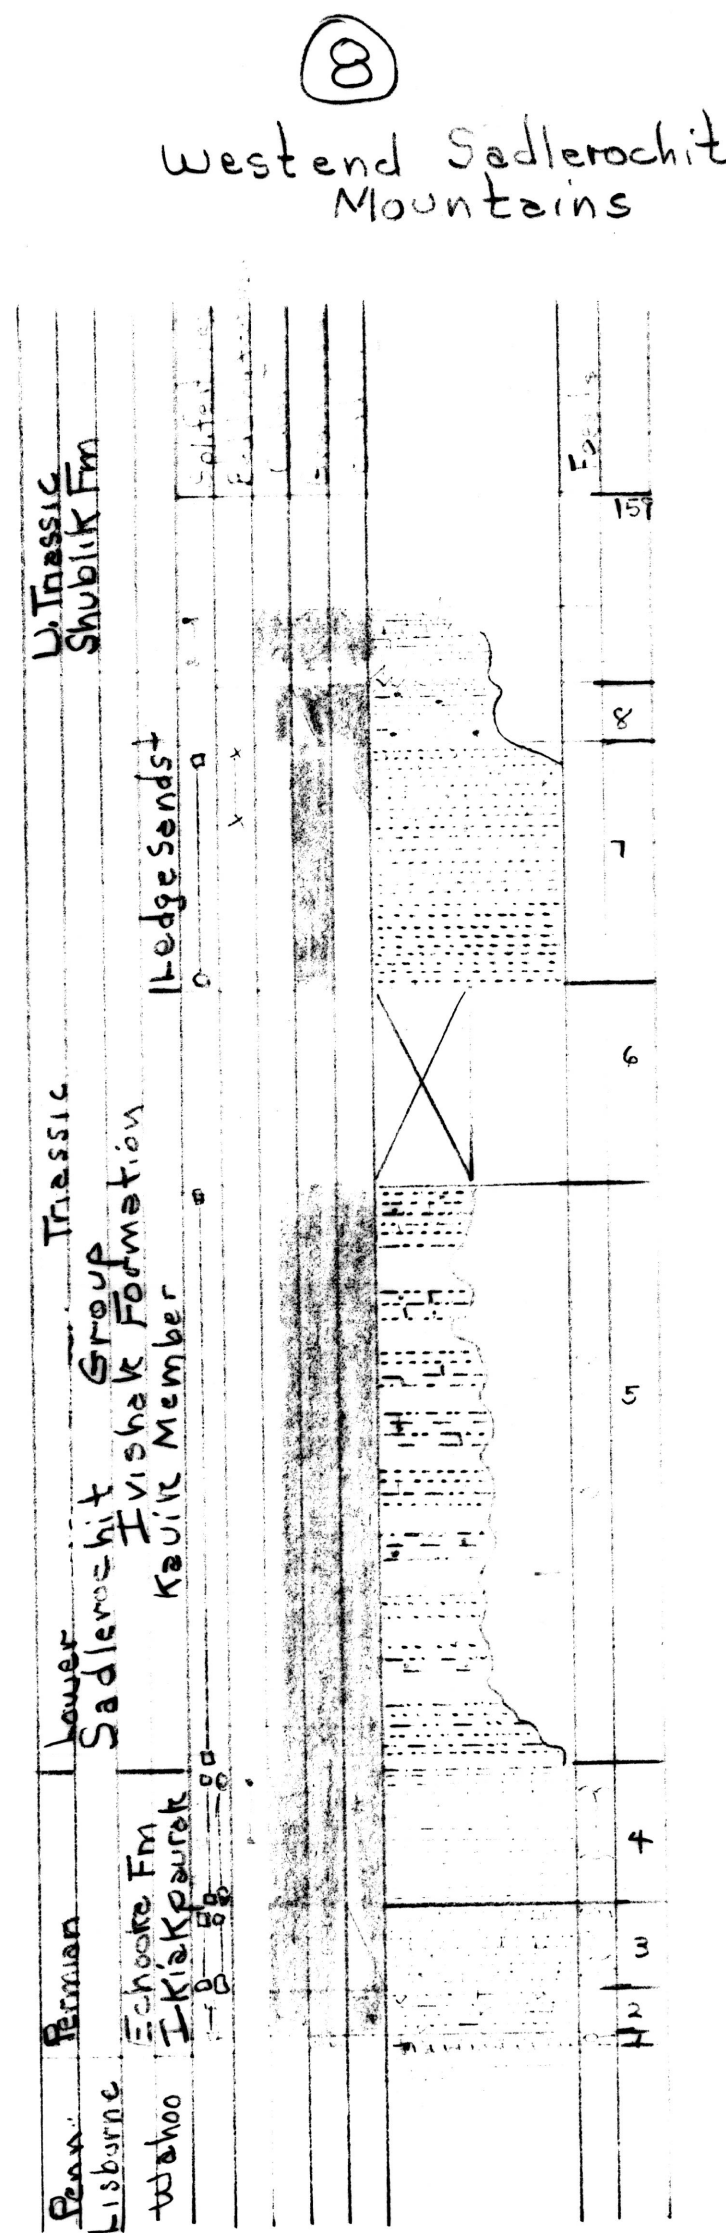 8
Westend Sadlerochit
Mountains
U. Triassic
Shublik Fm
159
8
Ledge Sandst
7
6
Triassic
Lower
Sadlerochit Group
Ivishak Formation
Kavik Member
5
Echooka Fm
Ikiakpaurak
4
3
2
1
Permian
Penn.
Lisburne
Wahoo